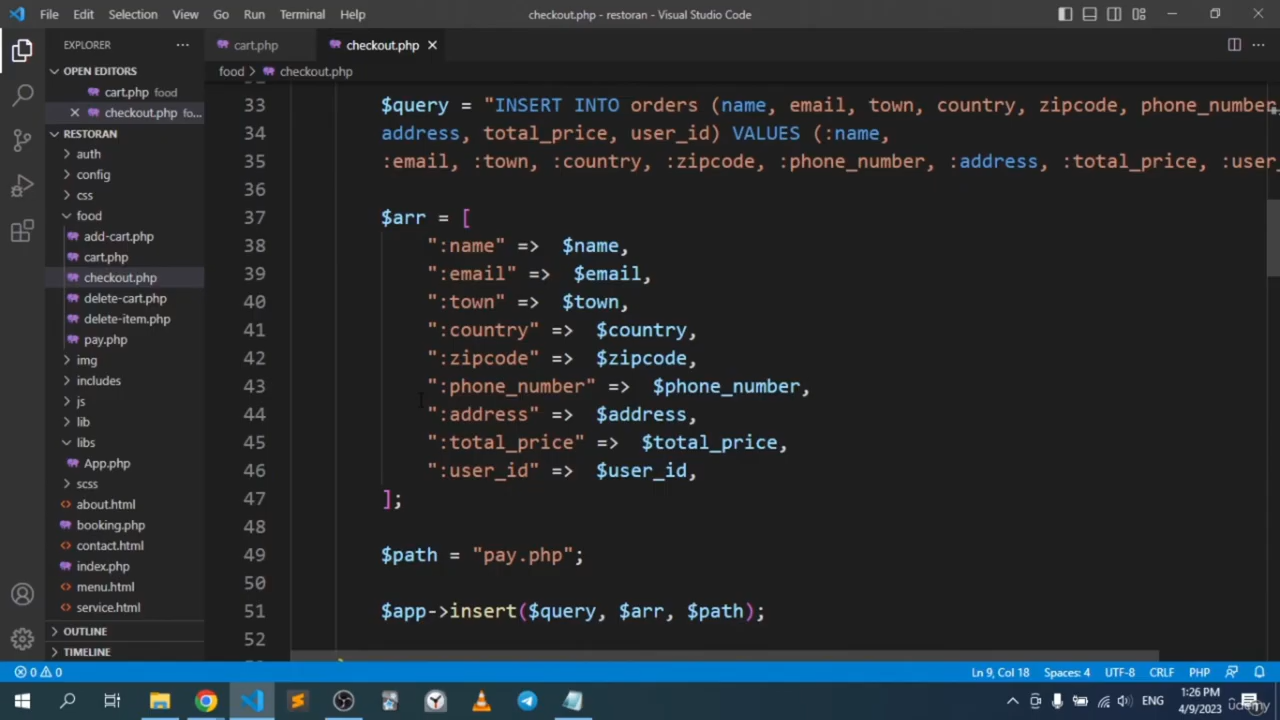 File Edit Selection View Go Run Terminal Help checkout.php - restoran - Visual Studio Code
EXPLORER cart.php checkout.php
OPEN EDITORS
cart.php food
checkout.php fo...
RESTORAN
auth
config
css
food
add-cart.php
cart.php
checkout.php
delete-cart.php
delete-item.php
pay.php
img
includes
js
lib
libs
App.php
scss
about.html
booking.php
contact.html
index.php
menu.html
service.html
OUTLINE
TIMELINE
food > checkout.php
33 $query = "INSERT INTO orders (name, email, town, country, zipcode, phone_number,
34 address, total_price, user_id) VALUES (:name,
35 :email, :town, :country, :zipcode, :phone_number, :address, :total_price, :user_
36
37 $arr = [
38 ":name" => $name,
39 ":email" => $email,
40 ":town" => $town,
41 ":country" => $country,
42 ":zipcode" => $zipcode,
43 ":phone_number" => $phone_number,
44 ":address" => $address,
45 ":total_price" => $total_price,
46 ":user_id" => $user_id,
47 ];
48
49 $path = "pay.php";
50
51 $app->insert($query, $arr, $path);
52
0 0 Ln 9, Col 18 Spaces: 4 UTF-8 CRLF PHP
ENG 1:26 PM
4/9/2023
udemy